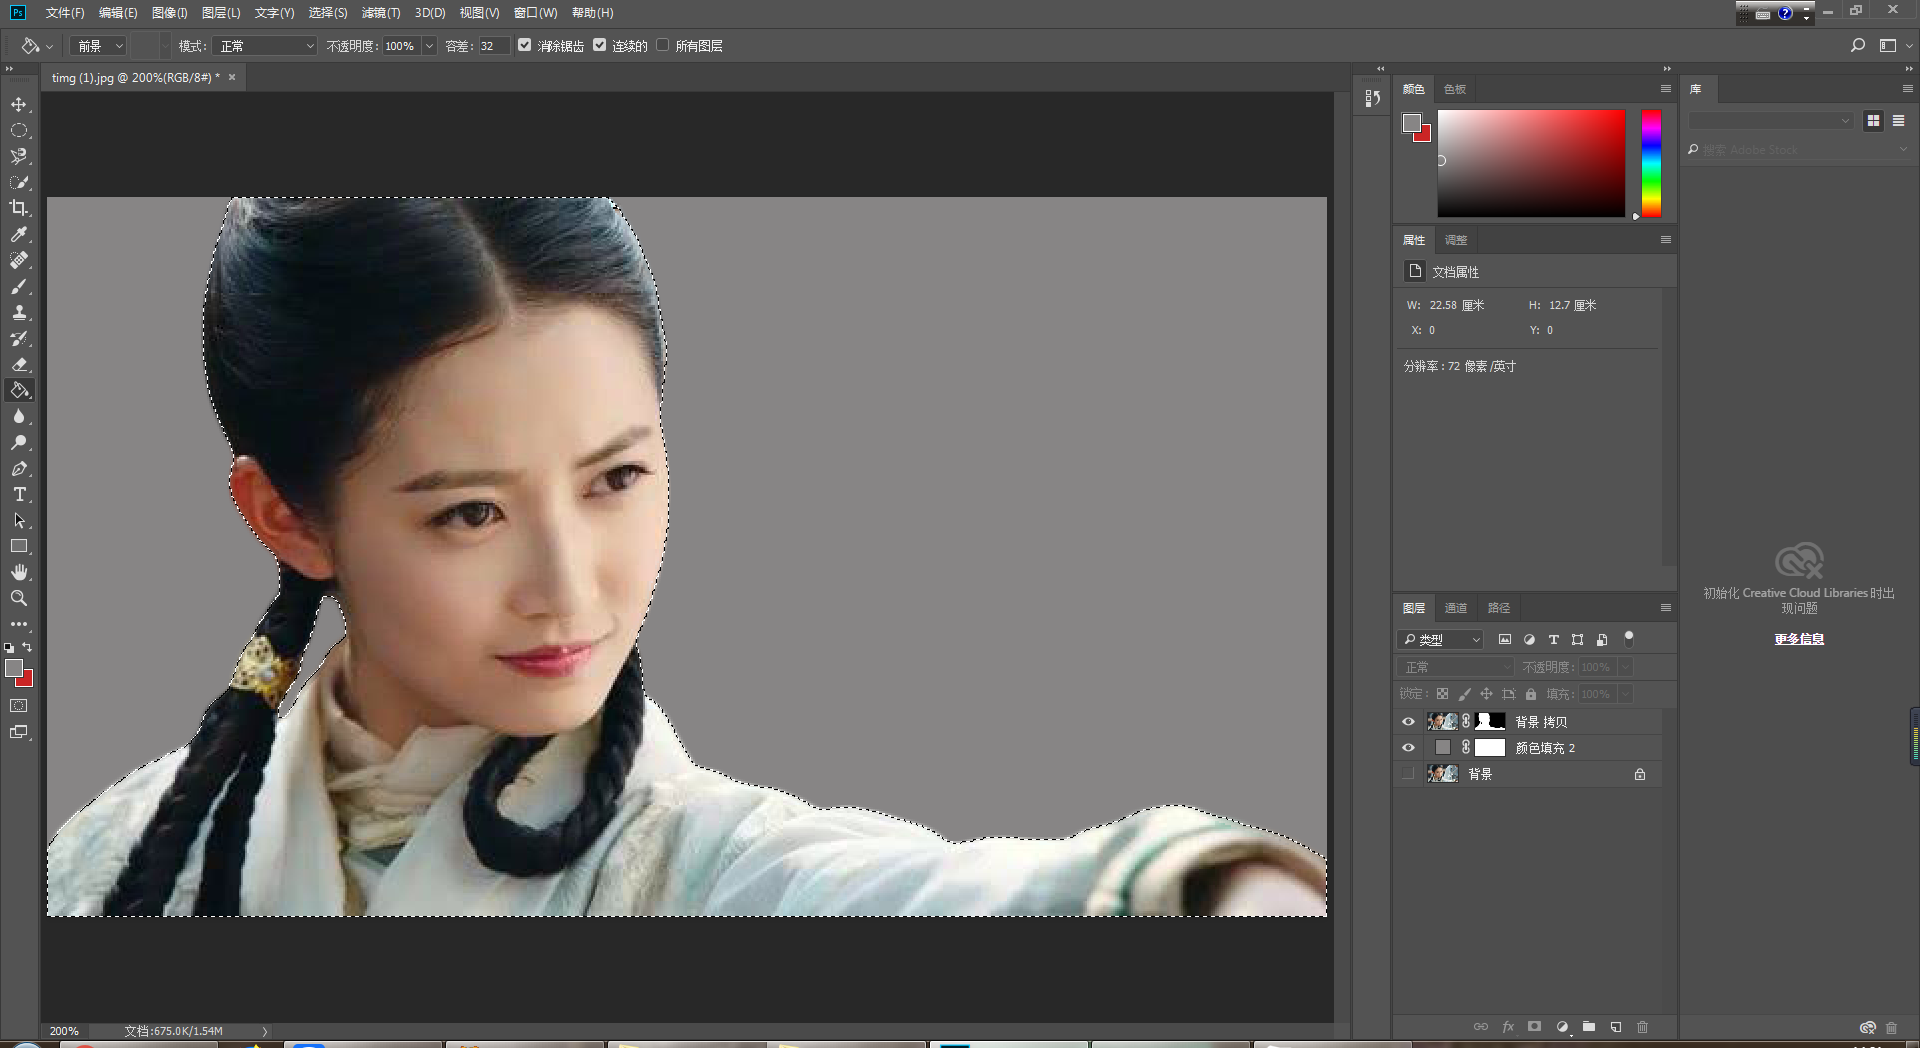 Ps 文件(F) 编辑(E) 图像(I) 图层(L) 文字(Y) 选择(S) 滤镜(T) 3D(D) 视图(V) 窗口(W) 帮助(H)
前景 模式: 正常 不透明度: 100% 容差: 32 消除锯齿 连续的 所有图层
timg (1).jpg @ 200%(RGB/8#) * ×
颜色 色板
库
搜索 Adobe Stock
属性 调整
文档属性
W: 22.58 厘米 H: 12.7 厘米
X: 0 Y: 0
分辨率: 72 像素/英寸
初始化 Creative Cloud Libraries 时出
现问题
更多信息
图层 通道 路径
类型
正常 不透明度: 100%
锁定: 填充: 100%
背景 拷贝
颜色填充 2
背景
fx
200% 文档:675.0K/1.54M